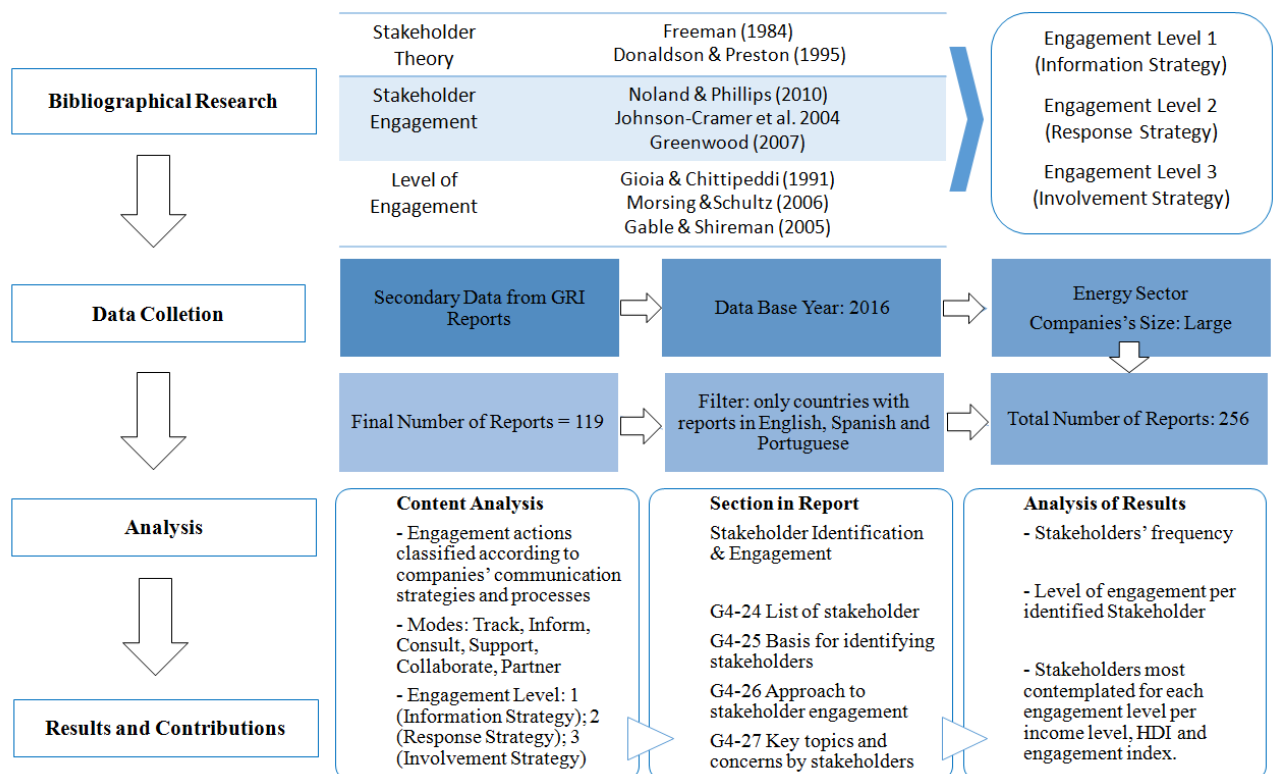 Bibliographical Research
Stakeholder
Theory
Freeman (1984)
Donaldson & Preston (1995)
Stakeholder
Engagement
Noland & Phillips (2010)
Johnson-Cramer et al. 2004
Greenwood (2007)
Level of
Engagement
Gioia & Chittipeddi (1991)
Morsing &Schultz (2006)
Gable & Shireman (2005)
Engagement Level 1
(Information Strategy)
Engagement Level 2
(Response Strategy)
Engagement Level 3
(Involvement Strategy)
Data Colletion
Secondary Data from GRI
Reports
Data Base Year: 2016
Energy Sector
Companies's Size: Large
Final Number of Reports = 119
Filter: only countries with
reports in English, Spanish and
Portuguese
Total Number of Reports: 256
Analysis
Content Analysis
- Engagement actions
classified according to
companies' communication
strategies and processes
- Modes: Track, Inform,
Consult, Support,
Collaborate, Partner
- Engagement Level: 1
(Information Strategy); 2
(Response Strategy); 3
(Involvement Strategy)
Section in Report
Stakeholder Identification
& Engagement
G4-24 List of stakeholder
G4-25 Basis for identifying
stakeholders
G4-26 Approach to
stakeholder engagement
G4-27 Key topics and
concerns by stakeholders
Analysis of Results
- Stakeholders' frequency
- Level of engagement per
identified Stakeholder
- Stakeholders most
contemplated for each
engagement level per
income level, HDI and
engagement index.
Results and Contributions